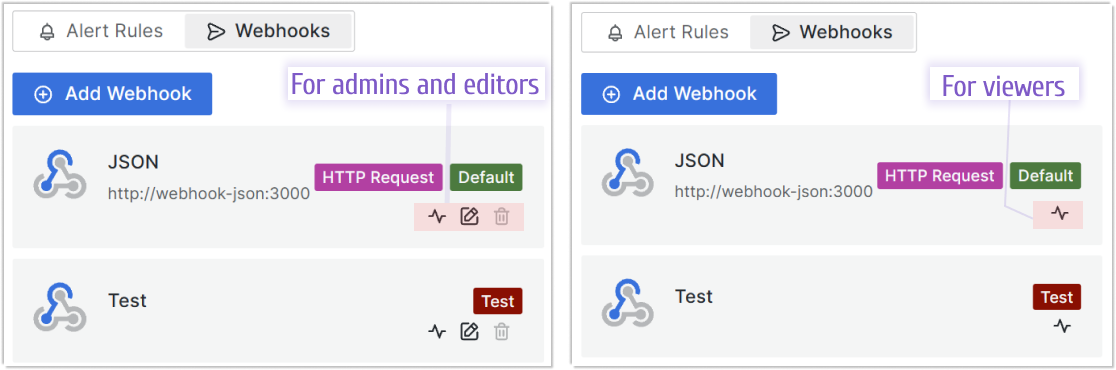 Alert Rules Webhooks
Add Webhook
For admins and editors
JSON
HTTP Request Default
http://webhook-json:3000
Test
Test
Alert Rules Webhooks
Add Webhook
For viewers
JSON
HTTP Request Default
http://webhook-json:3000
Test
Test